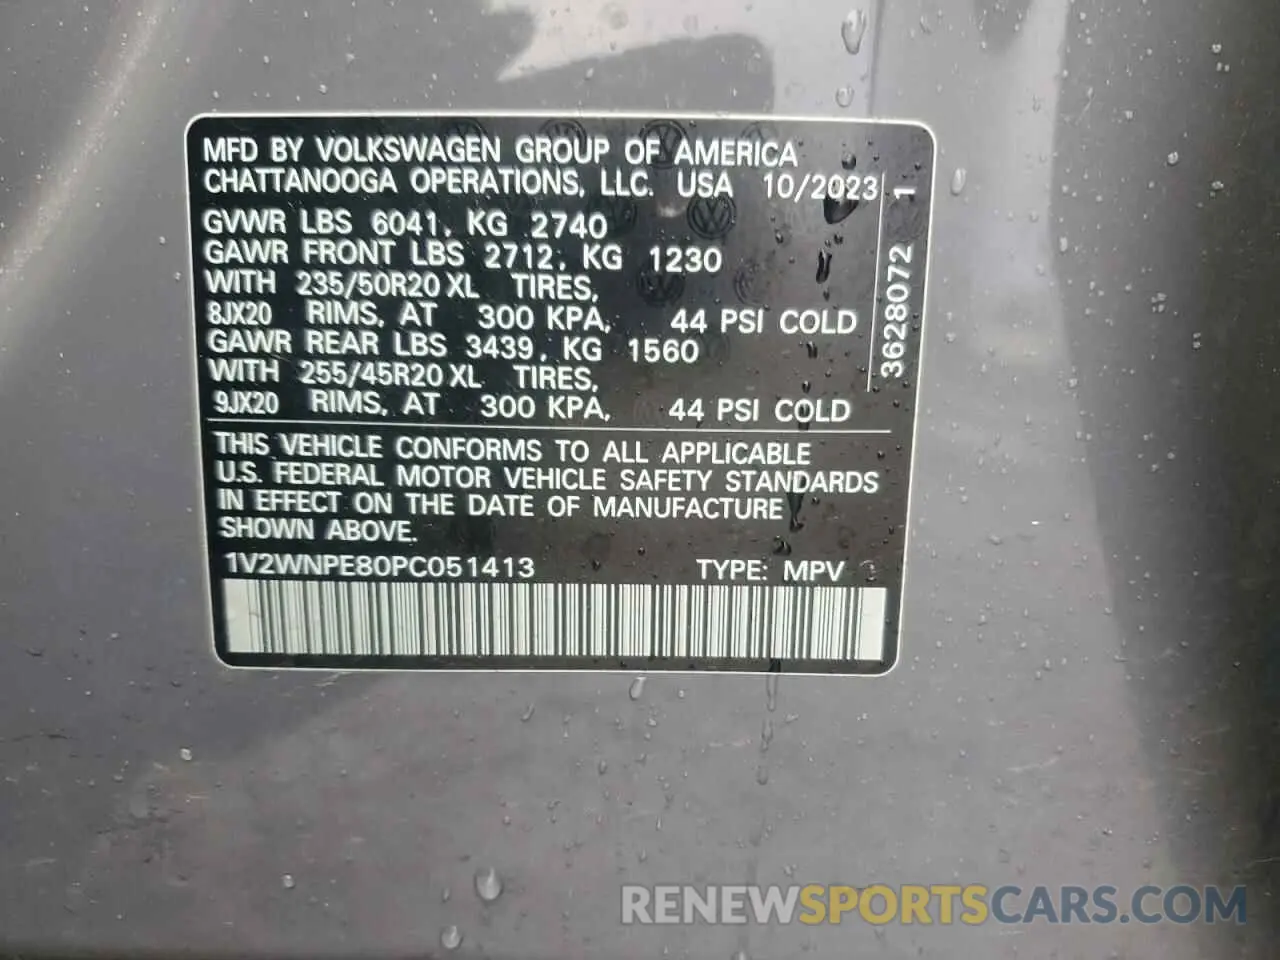 MFD BY VOLKSWAGEN GROUP OF AMERICA
CHATTANOOGA OPERATIONS, LLC. USA 10/2023
GVWR LBS 6041, KG 2740
GAWR FRONT LBS 2712, KG 1230
WITH 235/50R20 XL TIRES,
8JX20 RIMS, AT 300 KPA, 44 PSI COLD
GAWR REAR LBS 3439, KG 1560
WITH 255/45R20 XL TIRES,
9JX20 RIMS, AT 300 KPA, 44 PSI COLD
3628072 1
THIS VEHICLE CONFORMS TO ALL APPLICABLE
U.S. FEDERAL MOTOR VEHICLE SAFETY STANDARDS
IN EFFECT ON THE DATE OF MANUFACTURE
SHOWN ABOVE.
1V2WNPE80PC051413 TYPE: MPV
RENEWSPORTSCARS.COM